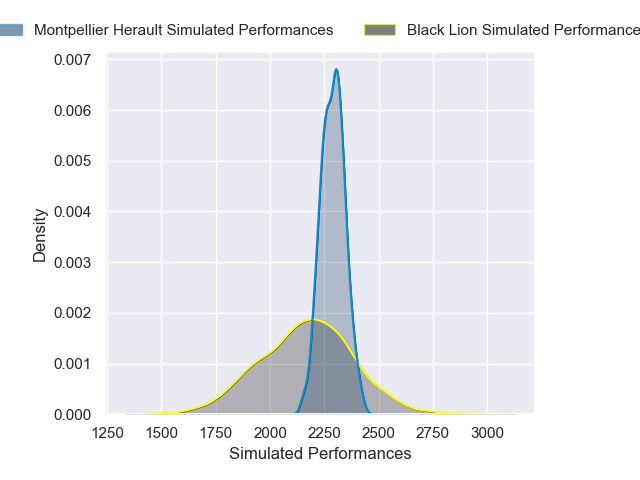 Montpellier Herault Simulated Performances Black Lion Simulated Performance
0.007
0.006
0.005
0.004
0.003
0.002
0.001
0.000
Density
1250 1500 1750 2000 2250 2500 2750 3000
Simulated Performances